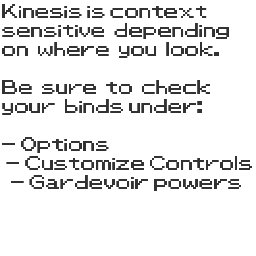 Kinesis is context
sensitive depending
on where you look.

Be sure to check
your binds under:

- Options
- Customize Controls
- Gardevoir powers